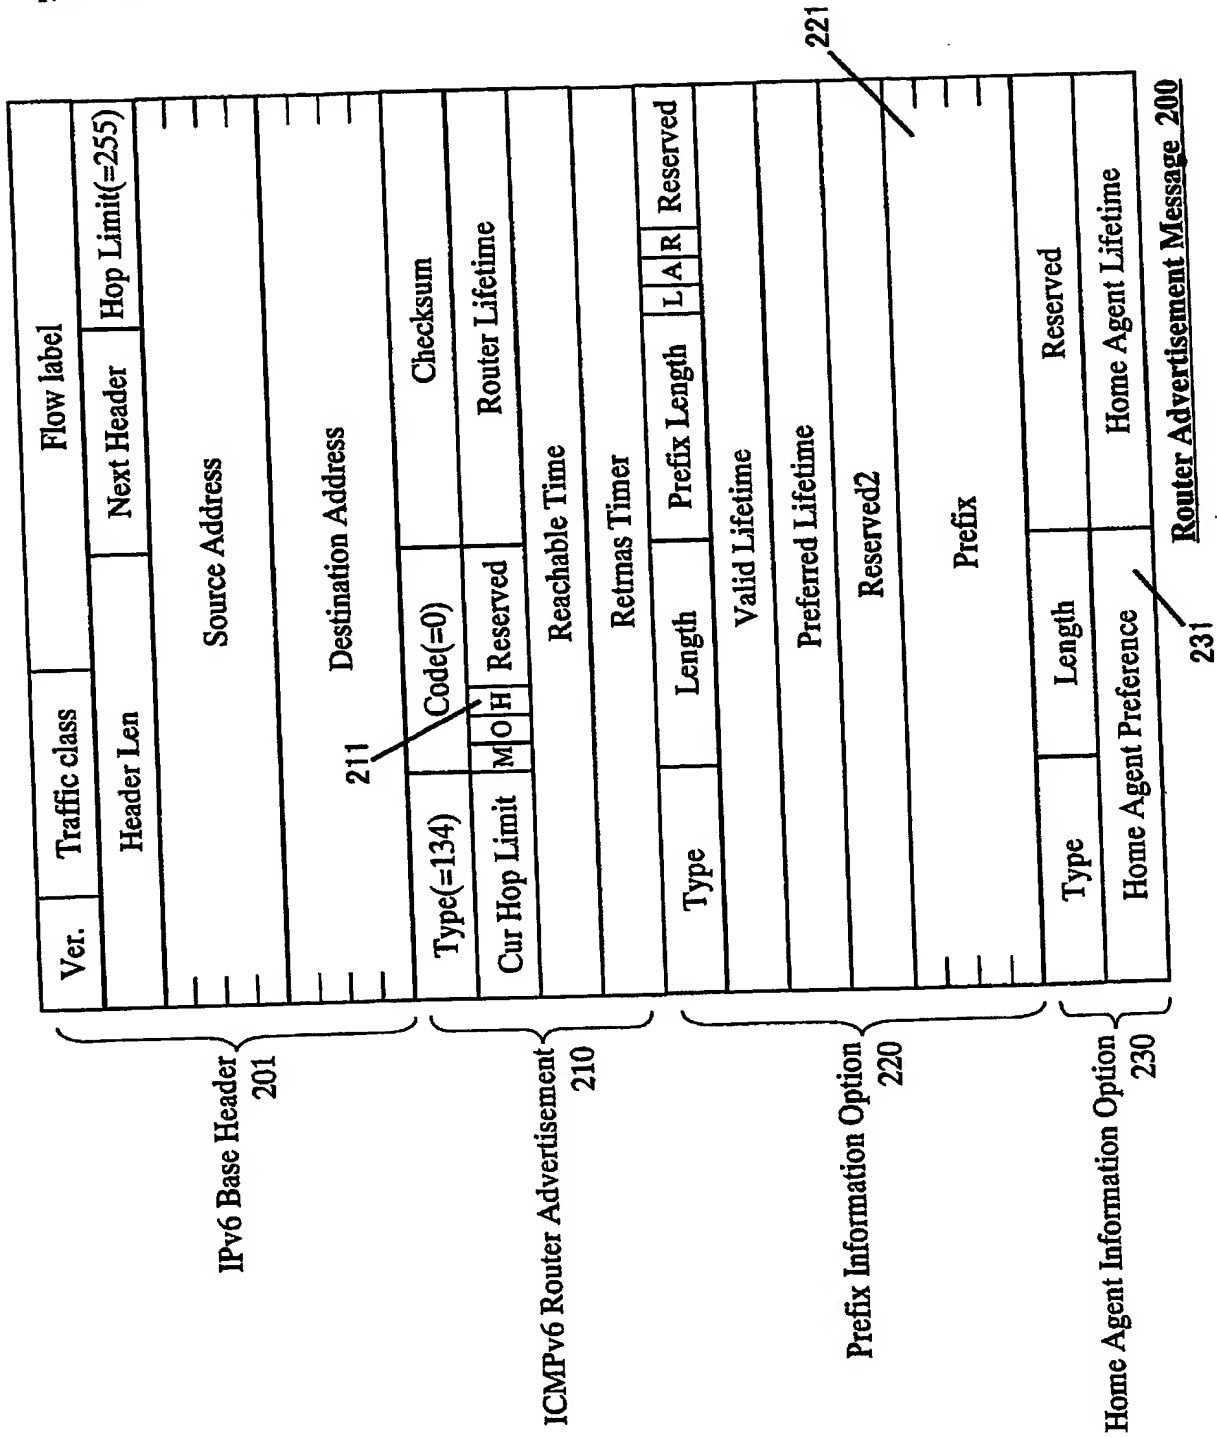 Ver. Traffic class Flow label
Header Len Next Header Hop Limit(=255)
Source Address
Destination Address
IPv6 Base Header
201
Type(=134) Code(=0) Checksum
211
Cur Hop Limit M O H Reserved Router Lifetime
Reachable Time
Retrnas Timer
ICMPv6 Router Advertisement
210
Type Length Prefix Length L A R Reserved
Valid Lifetime
Preferred Lifetime
Reserved2
Prefix
221
Prefix Information Option
220
Type Length Reserved
Home Agent Preference Home Agent Lifetime
231
Home Agent Information Option
230
Router Advertisement Message 200